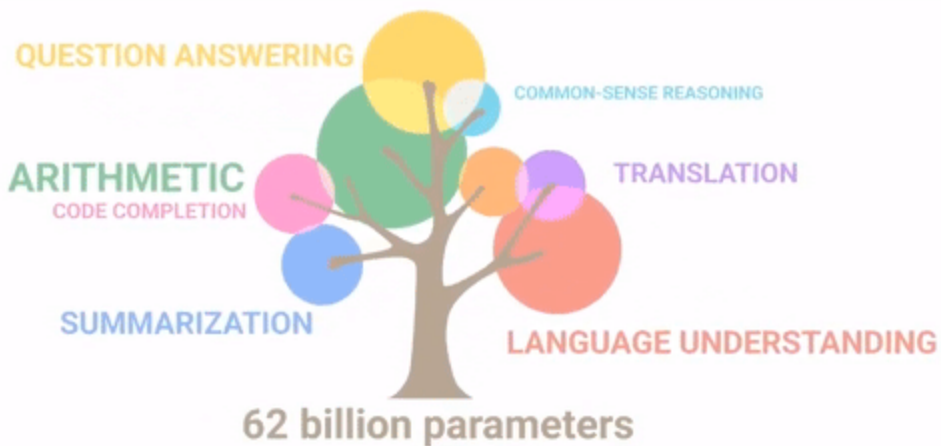 QUESTION ANSWERING
COMMON-SENSE REASONING
ARITHMETIC
TRANSLATION
CODE COMPLETION
SUMMARIZATION
LANGUAGE UNDERSTANDING
62 billion parameters